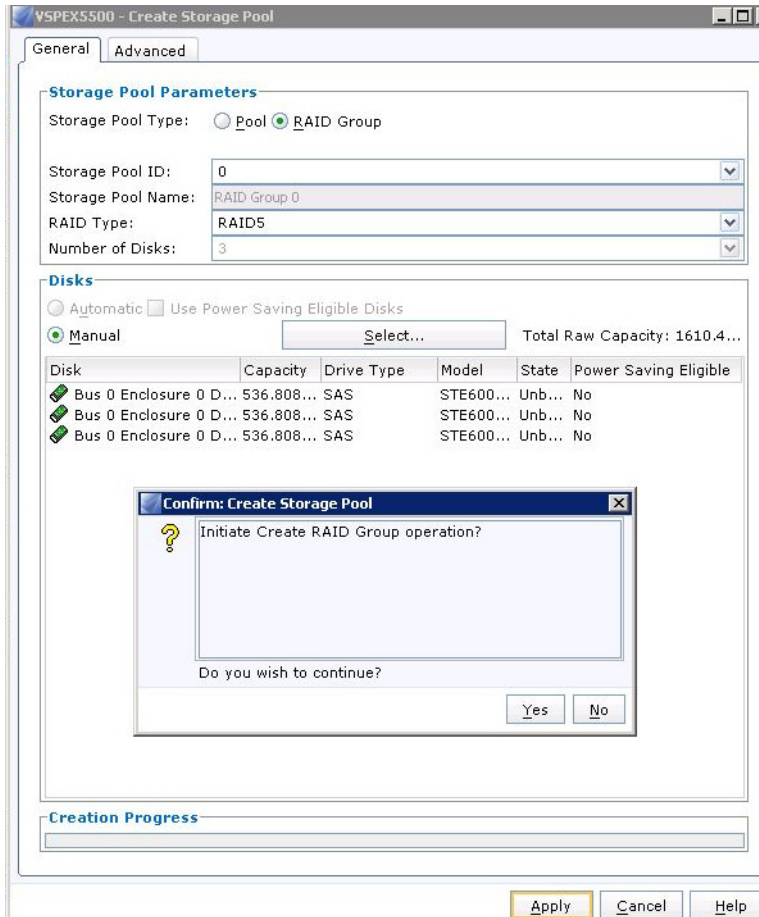 VSPEX5500 - Create Storage Pool
General Advanced
Storage Pool Parameters
Storage Pool Type: Pool RAID Group
Storage Pool ID: 0
Storage Pool Name: RAID Group 0
RAID Type: RAID5
Number of Disks: 3
Disks
Automatic Use Power Saving Eligible Disks
Manual Select... Total Raw Capacity: 1610.4...
Disk Capacity Drive Type Model State Power Saving Eligible
Bus 0 Enclosure 0 D... 536.808... SAS STE600... Unb... No
Bus 0 Enclosure 0 D... 536.808... SAS STE600... Unb... No
Bus 0 Enclosure 0 D... 536.808... SAS STE600... Unb... No
Confirm: Create Storage Pool
Initiate Create RAID Group operation?
Do you wish to continue?
Yes No
Creation Progress
Apply Cancel Help